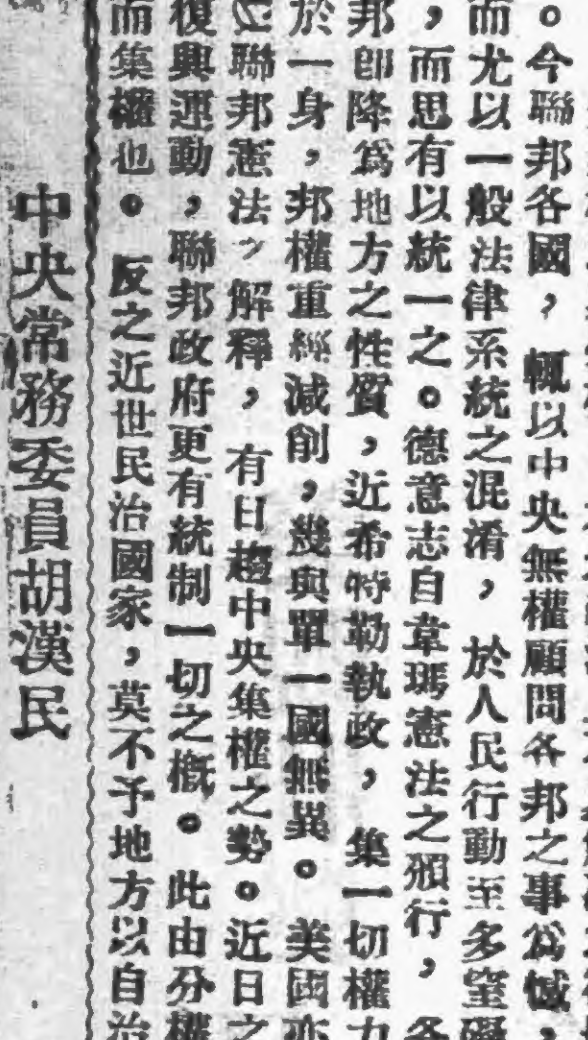 。今聯邦各國，輒以中央無權顧問各邦之事爲憾，
而尤以一般法律系統之混淆，於人民行動至多窒礙
，而思有以統一之。德意志自韋瑪憲法之頒行，各
邦卽降爲地方之性質，近希特勒執政，集一切權力
於一身，邦權重經減削，幾與單一國無異。美國亦
以聯邦憲法之解釋，有日趨中央集權之勢。近日之
復興運動，聯邦政府更有統制一切之概。此由分權
而集權也。反之近世民治國家，莫不予地方以自治
中央常務委員胡漢民